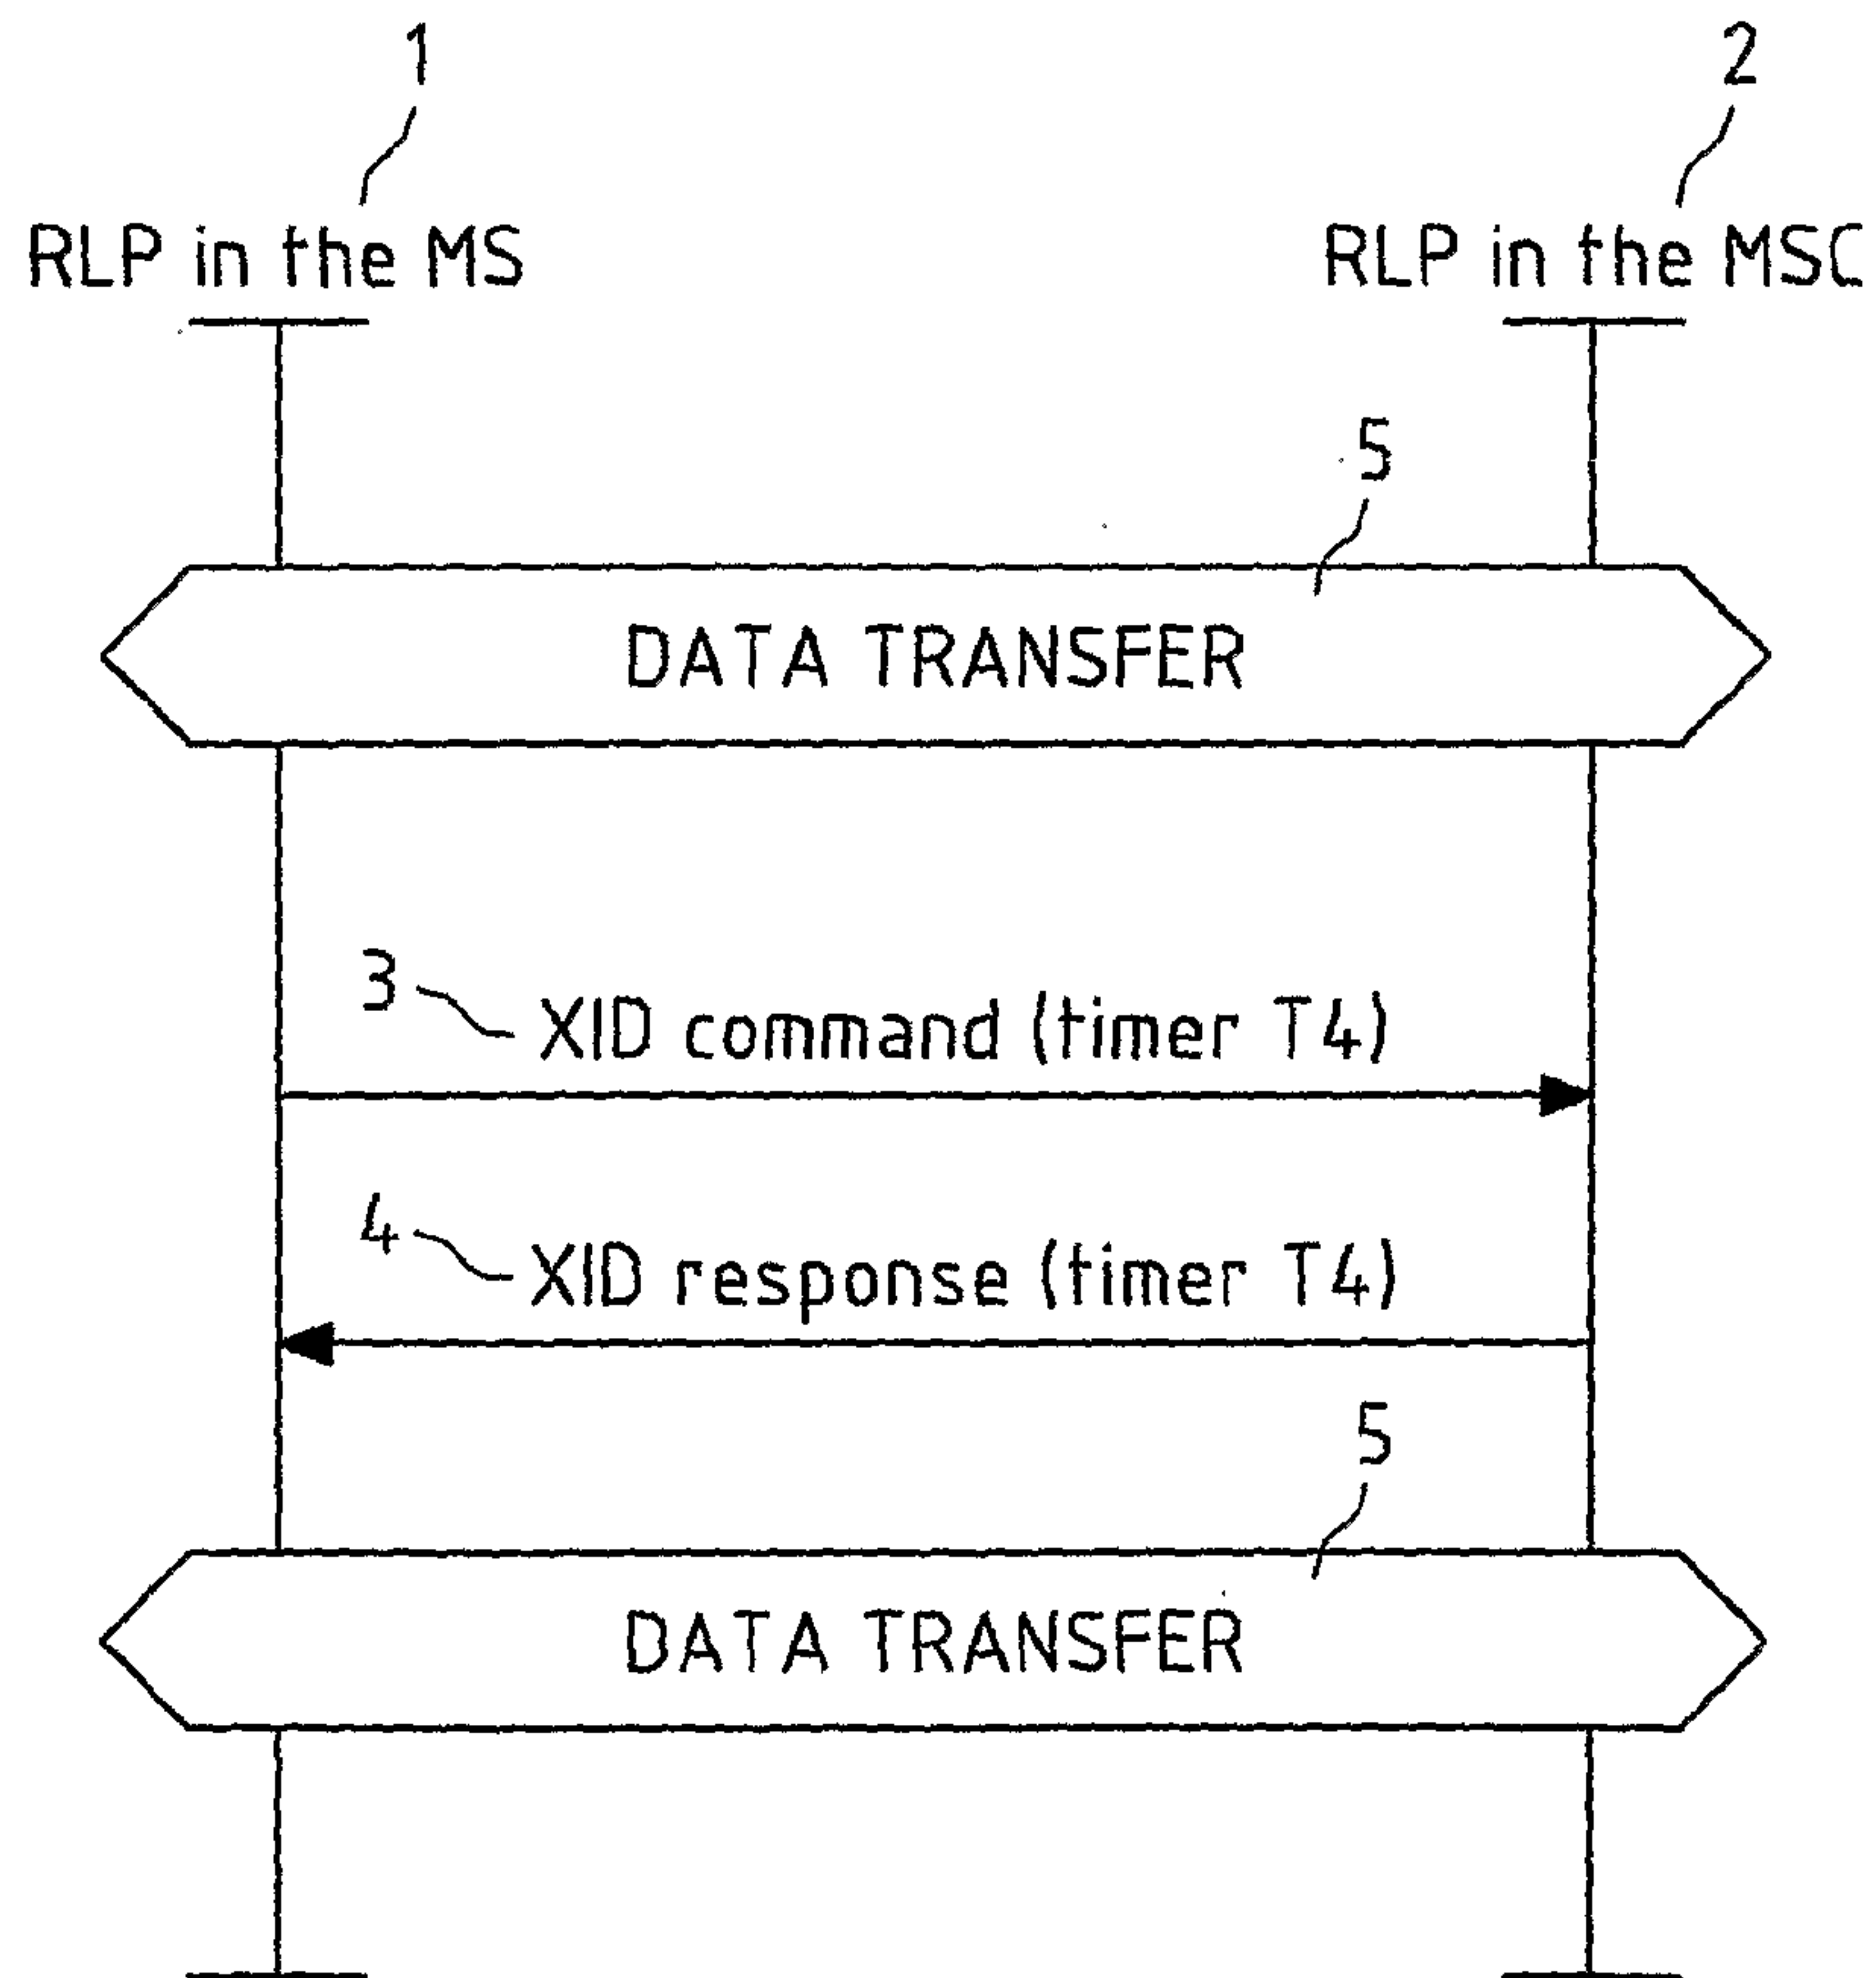 1
2
RLP in the MS
RLP in the MSC
5
DATA TRANSFER
3
XID command (timer T4)
4
XID response (timer T4)
5
DATA TRANSFER